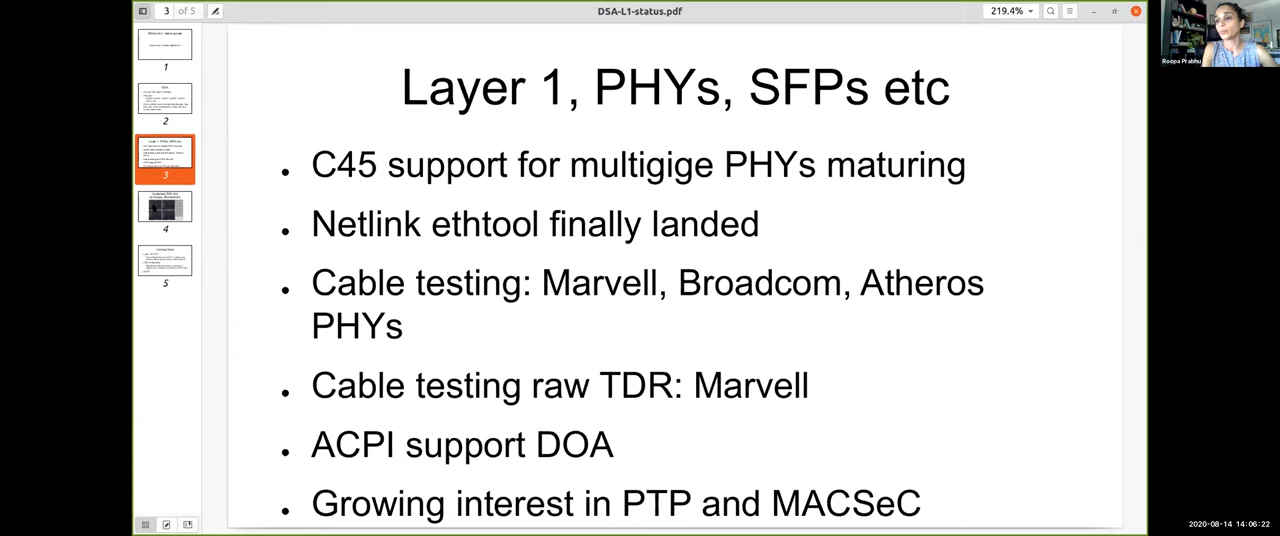 3 of 5
DSA-L1-status.pdf
219.4%
Roopa Prabhu
1
2
3
4
5
Layer 1, PHYs, SFPs etc
• C45 support for multigige PHYs maturing
• Netlink ethtool finally landed
• Cable testing: Marvell, Broadcom, Atheros
PHYs
• Cable testing raw TDR: Marvell
• ACPI support DOA
• Growing interest in PTP and MACSeC
2020-08-14 14:06:22